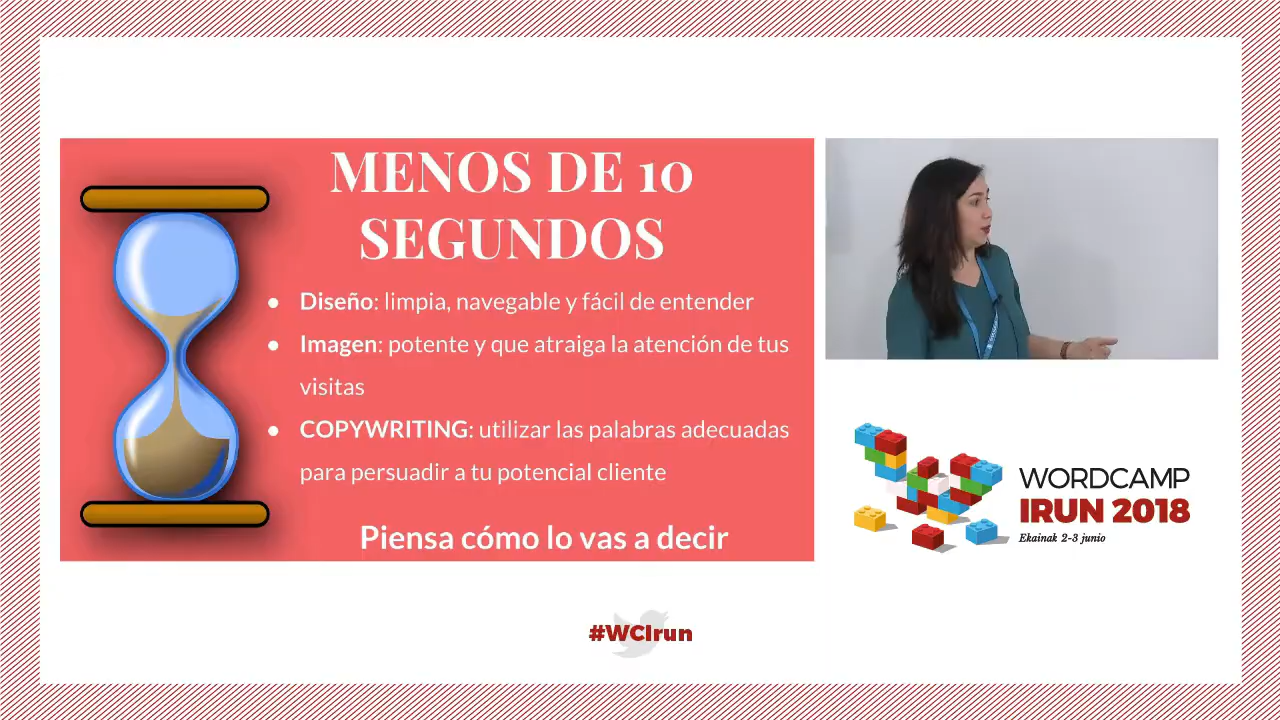 MENOS DE 10
SEGUNDOS
● Diseño: limpia, navegable y fácil de entender
● Imagen: potente y que atraiga la atención de tus
visitas
● COPYWRITING: utilizar las palabras adecuadas
para persuadir a tu potencial cliente
Piensa cómo lo vas a decir
WORDCAMP
IRUN 2018
Ekainak 2-3 junio
#WCIrun